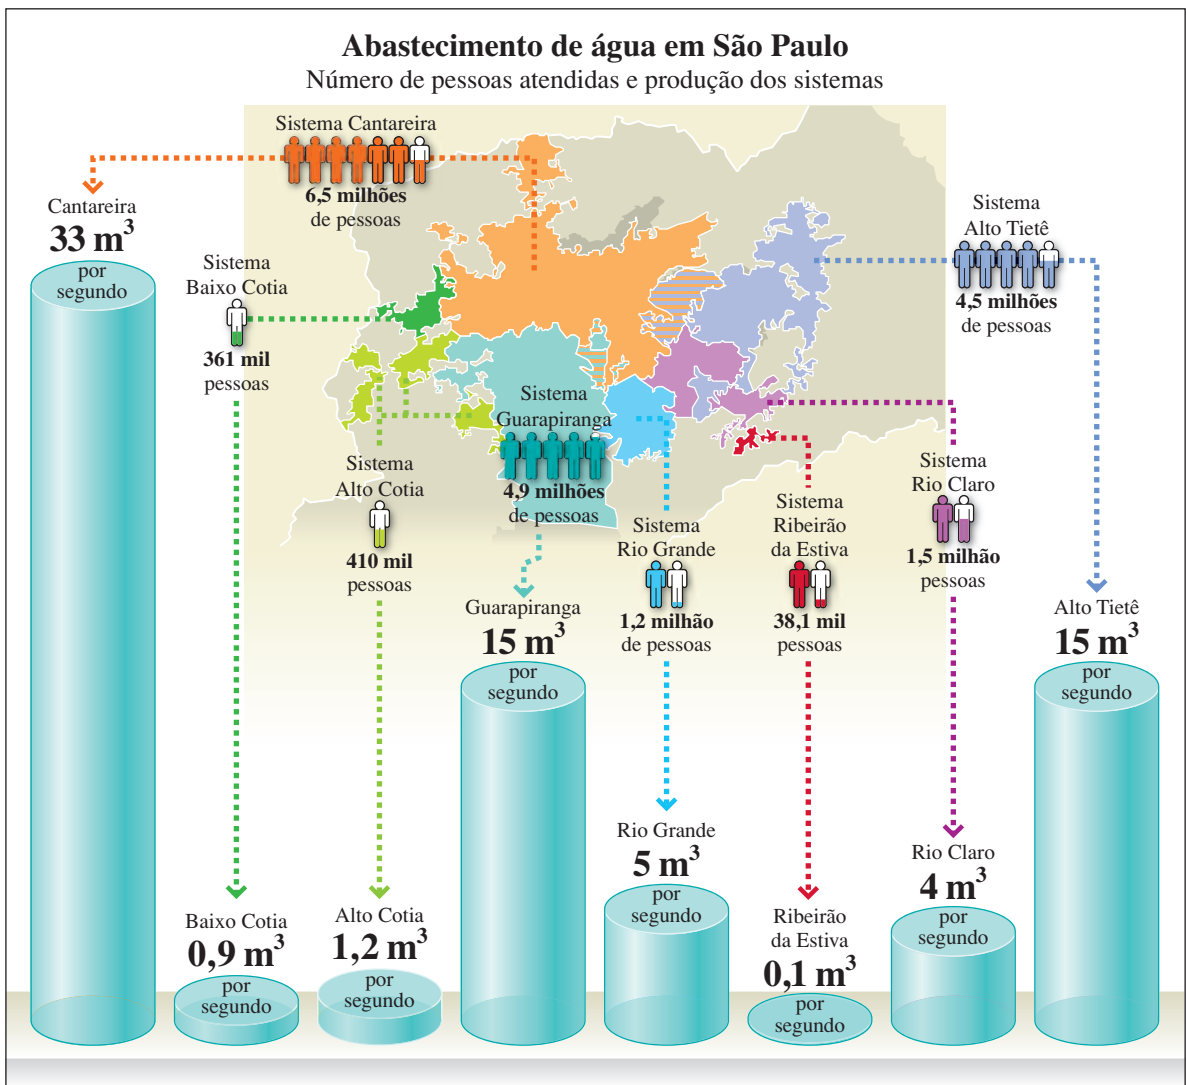 Abastecimento de água em São Paulo
Número de pessoas atendidas e produção dos sistemas
Sistema Cantareira
6,5 milhões
de pessoas
Cantareira
33 m³
por
segundo
Sistema
Baixo Cotia
361 mil
pessoas
Sistema
Alto Tietê
4,5 milhões
de pessoas
Sistema
Guarapiranga
4,9 milhões
de pessoas
Sistema
Alto Cotia
410 mil
pessoas
Sistema
Rio Grande
1,2 milhão
de pessoas
Sistema
Ribeirão
da Estiva
38,1 mil
pessoas
Sistema
Rio Claro
1,5 milhão
pessoas
Guarapiranga
15 m³
por
segundo
Alto Tietê
15 m³
por
segundo
Rio Grande
5 m³
por
segundo
Rio Claro
4 m³
por
segundo
Baixo Cotia
0,9 m³
por
segundo
Alto Cotia
1,2 m³
por
segundo
Ribeirão
da Estiva
0,1 m³
por
segundo